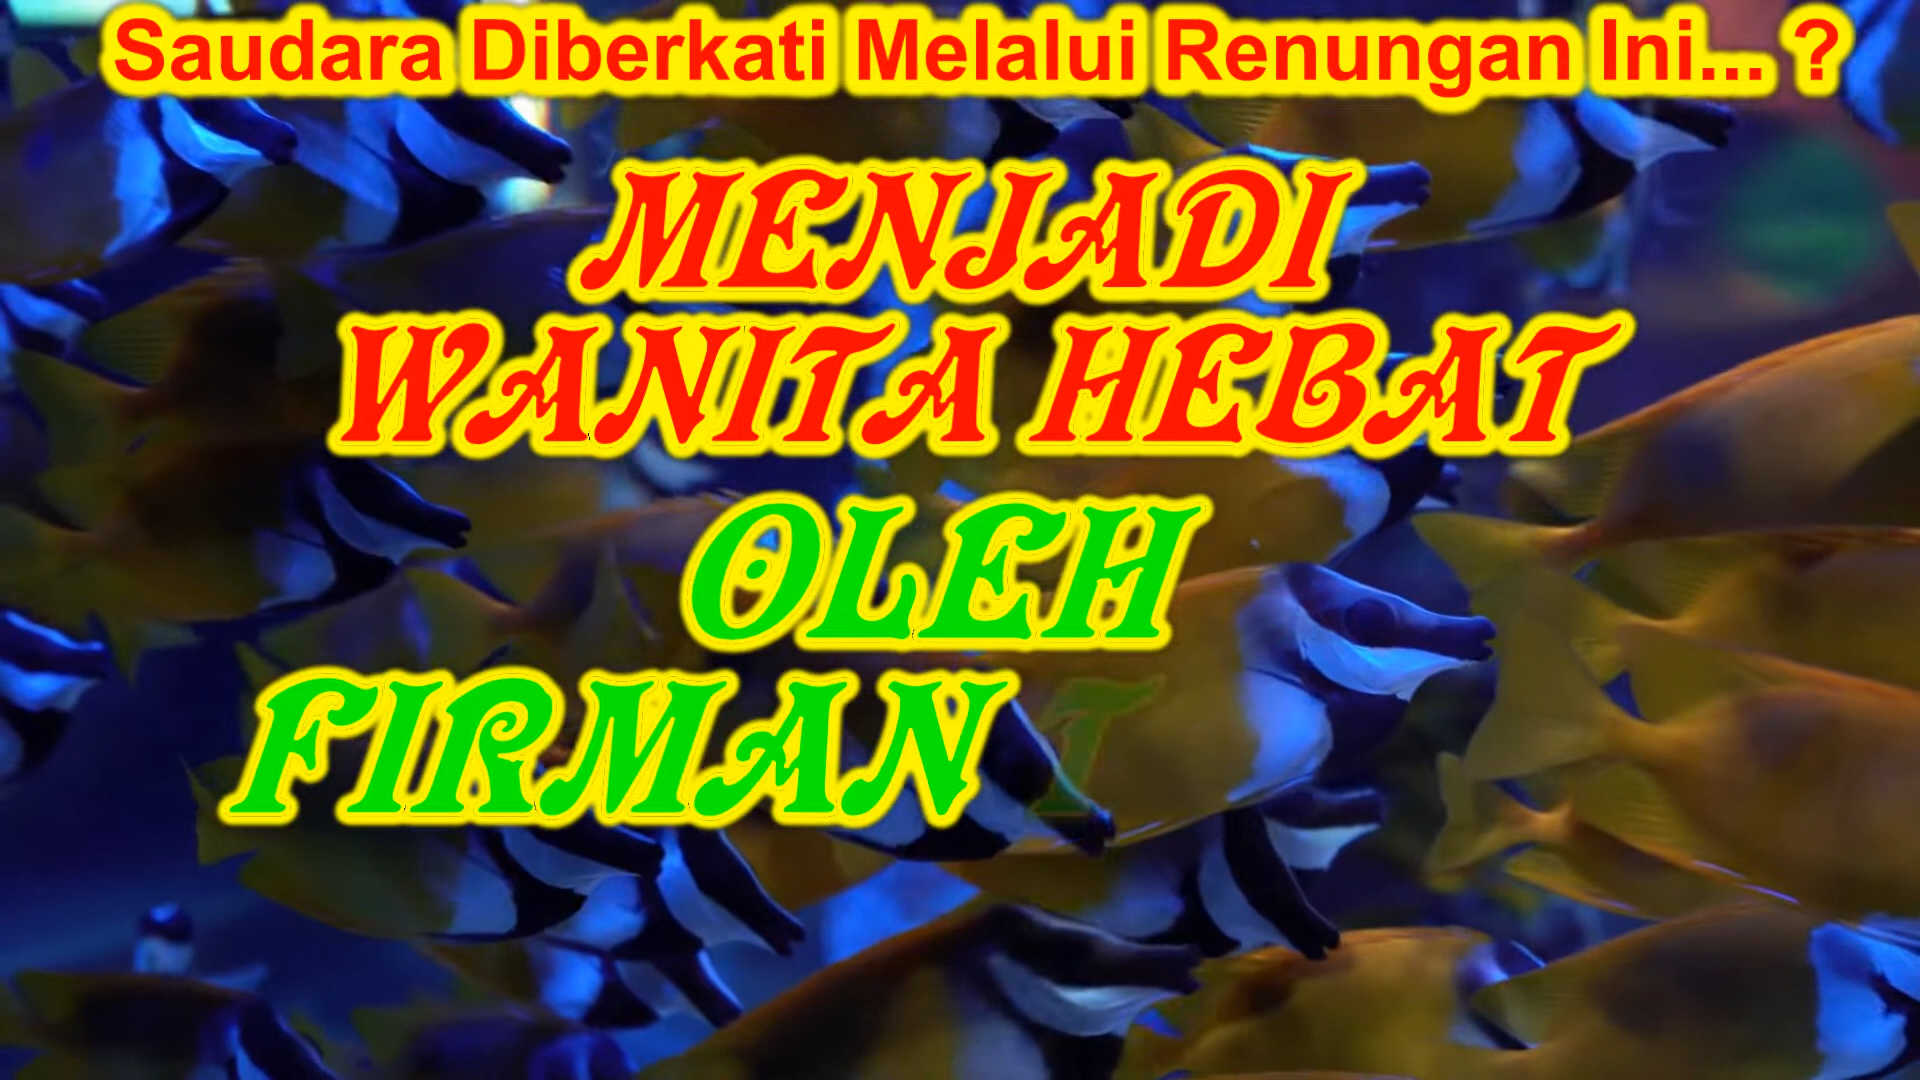 Saudara Diberkati Melalui Renungan Ini... ?
MENJADI
WANITA HEBAT
OLEH
FIRMAN T